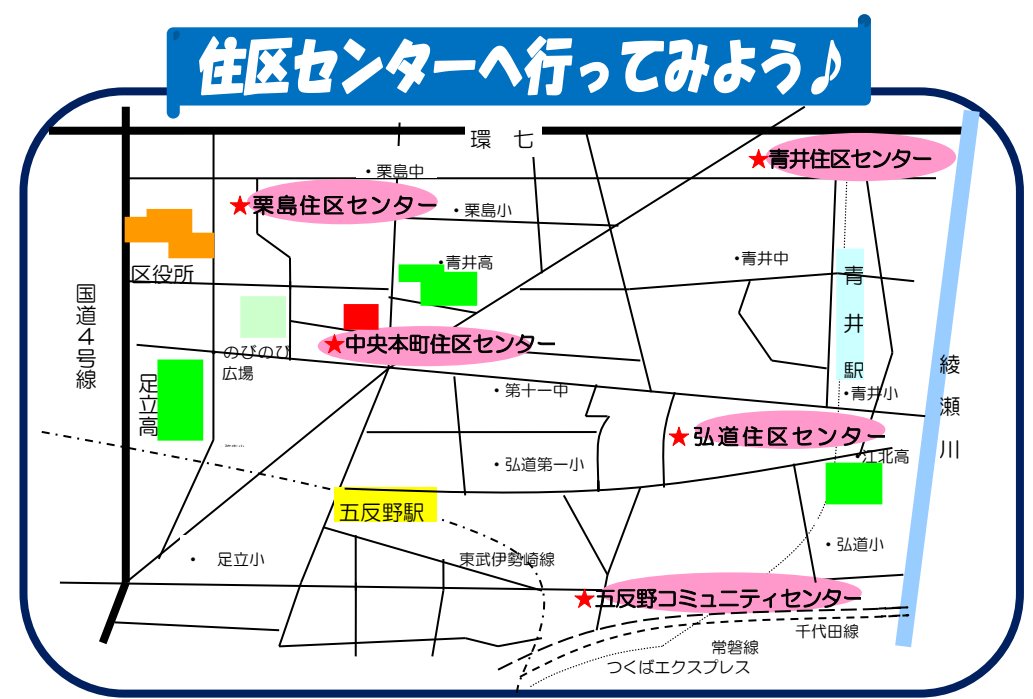 住区センターへ行ってみよう♪
環 七
・栗島中
★青井住区センター
★栗島住区センター
・栗島小
・青井高
・青井中
区役所
青井駅
国道4号線
のびのび
広場
★中央本町住区センター
足立高
・第十一中
・青井小
綾瀬川
★弘道住区センター
・弘道第一小
・江北高
五反野駅
・ 足立小
東武伊勢崎線
・弘道小
★五反野コミュニティセンター
千代田線
常磐線
つくばエクスプレス